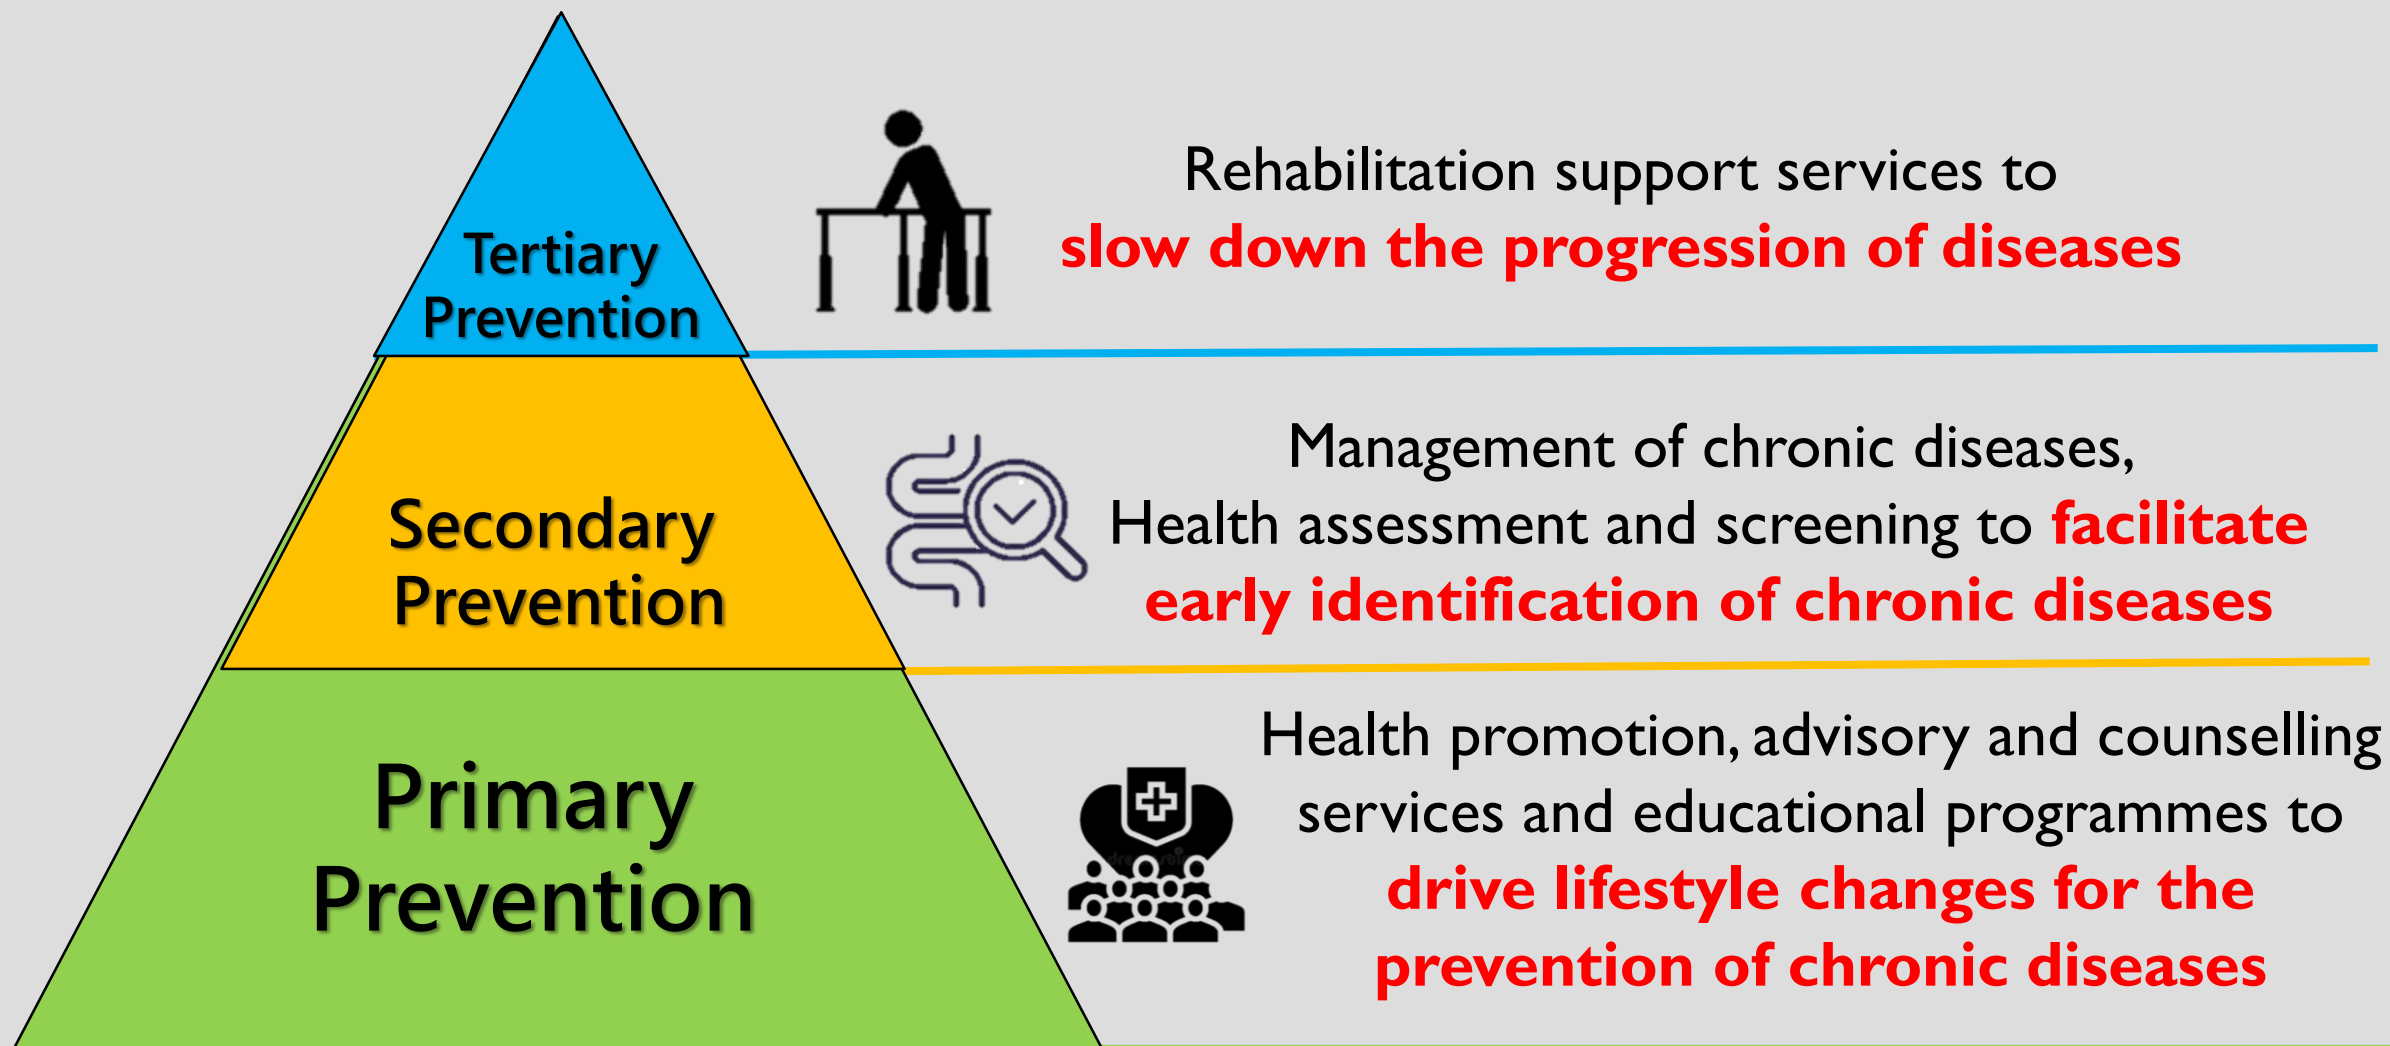 Tertiary
Prevention
Rehabilitation support services to
slow down the progression of diseases
Secondary
Prevention
Management of chronic diseases,
Health assessment and screening to facilitate
early identification of chronic diseases
Primary
Prevention
Health promotion, advisory and counselling
services and educational programmes to
drive lifestyle changes for the
prevention of chronic diseases